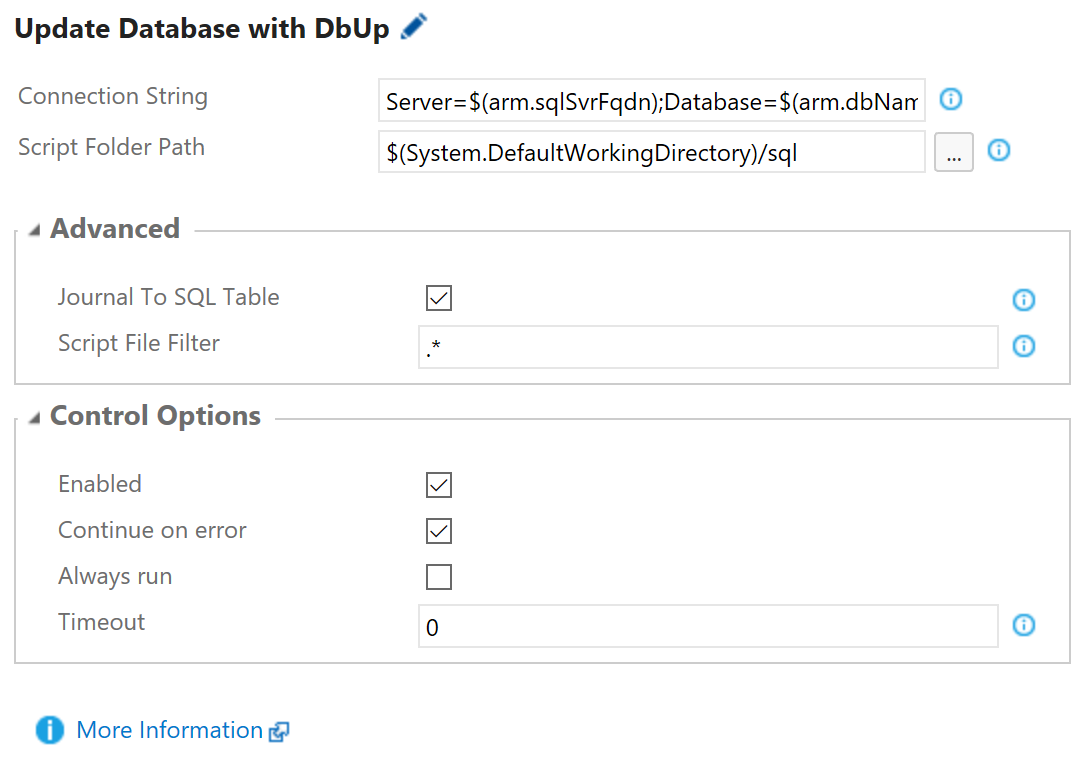 Update Database with DbUp
Connection String
Server=$(arm.sqlSvrFqdn);Database=$(arm.dbNam
Script Folder Path
$(System.DefaultWorkingDirectory)/sql
...
Advanced
Journal To SQL Table
Script File Filter
.*
Control Options
Enabled
Continue on error
Always run
Timeout
0
More Information